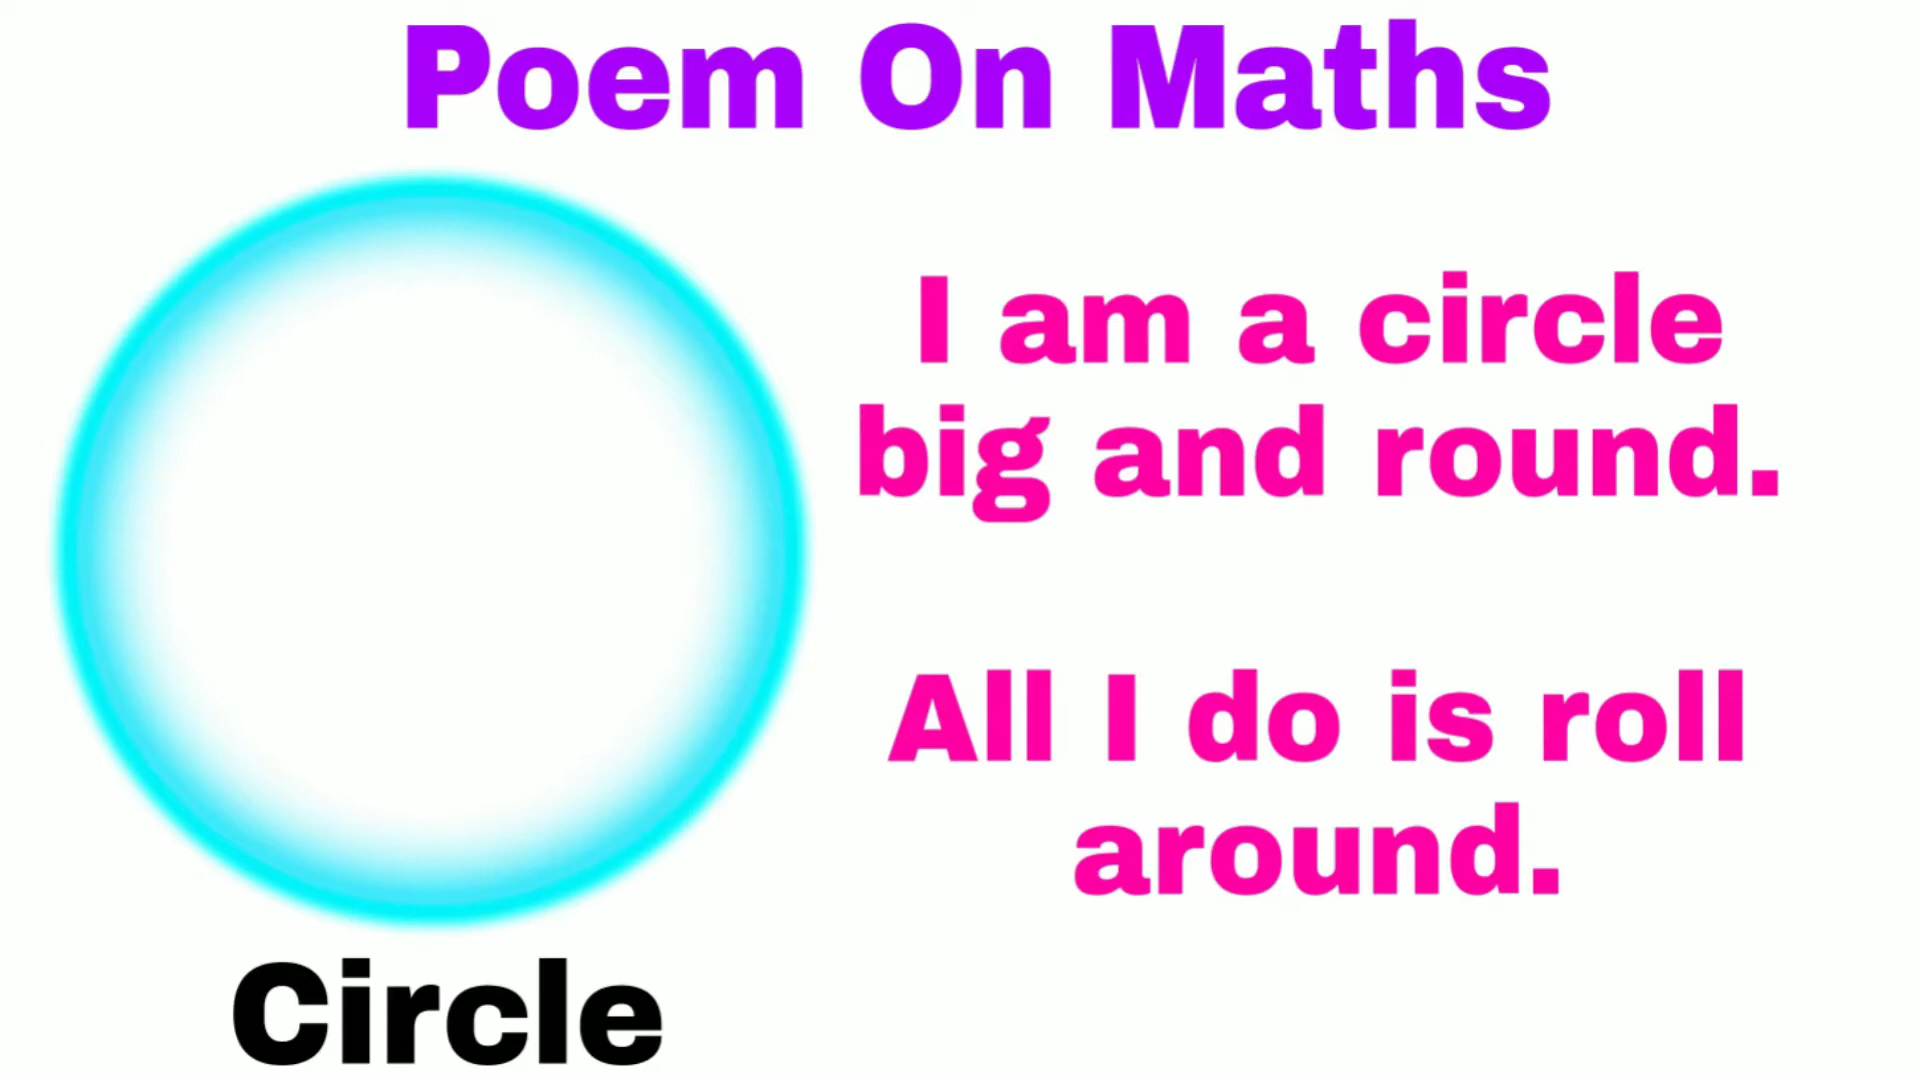 Poem On Maths
I am a circle
big and round.
All I do is roll
around.
Circle